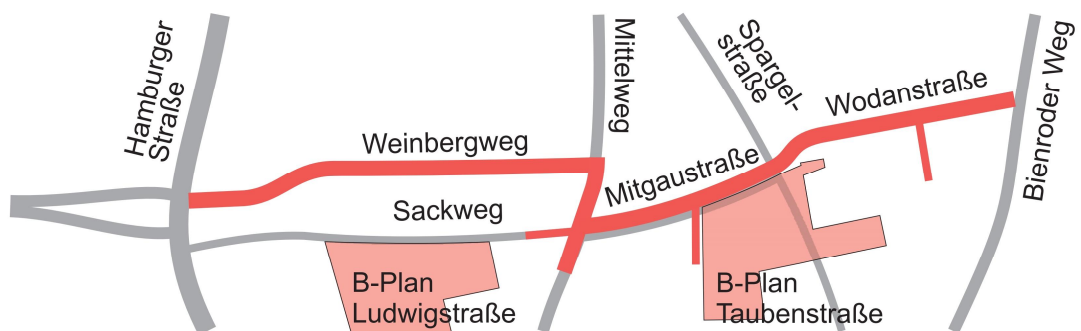 Hamburger
Straße
Weinbergweg
Sackweg
Mittelweg
Mitgaustraße
Spargel-
straße
Wodanstraße
Bienroder Weg
B-Plan
Ludwigstraße
B-Plan
Taubenstraße